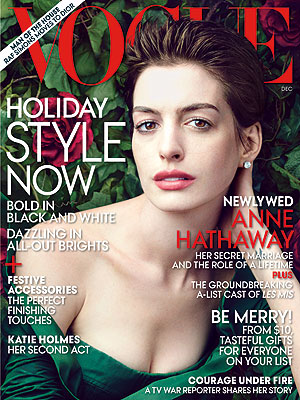 MAN OF THE HOUSE
RAF SIMONS MOVES TO DIOR
VOGUE
DEC
HOLIDAY
STYLE
NOW
BOLD IN
BLACK AND WHITE
DAZZLING IN
ALL-OUT BRIGHTS
+
FESTIVE
ACCESSORIES
THE PERFECT
FINISHING
TOUCHES
KATIE HOLMES
HER SECOND ACT
NEWLYWED
ANNE
HATHAWAY
HER SECRET MARRIAGE
AND THE ROLE OF A LIFETIME
PLUS
THE GROUNDBREAKING
A-LIST CAST OF LES MIS
BE MERRY!
FROM $10,
TASTEFUL GIFTS
FOR EVERYONE
ON YOUR LIST
COURAGE UNDER FIRE
A TV WAR REPORTER SHARES HER STORY